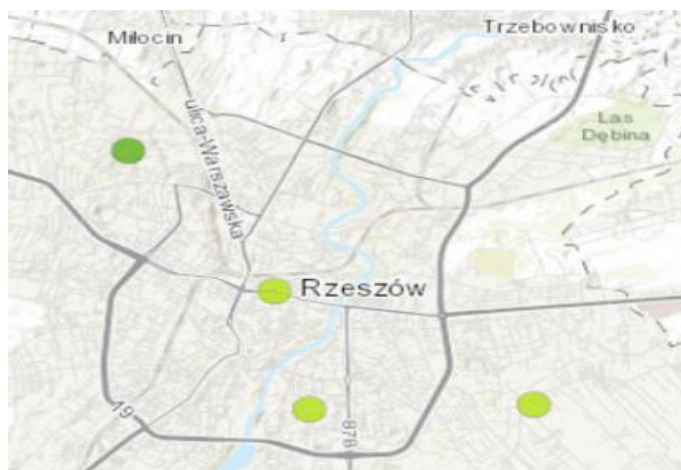 Trzebownisko
Miłocin
Las
Dębina
ulica-Warszawska
Rzeszów
19
878